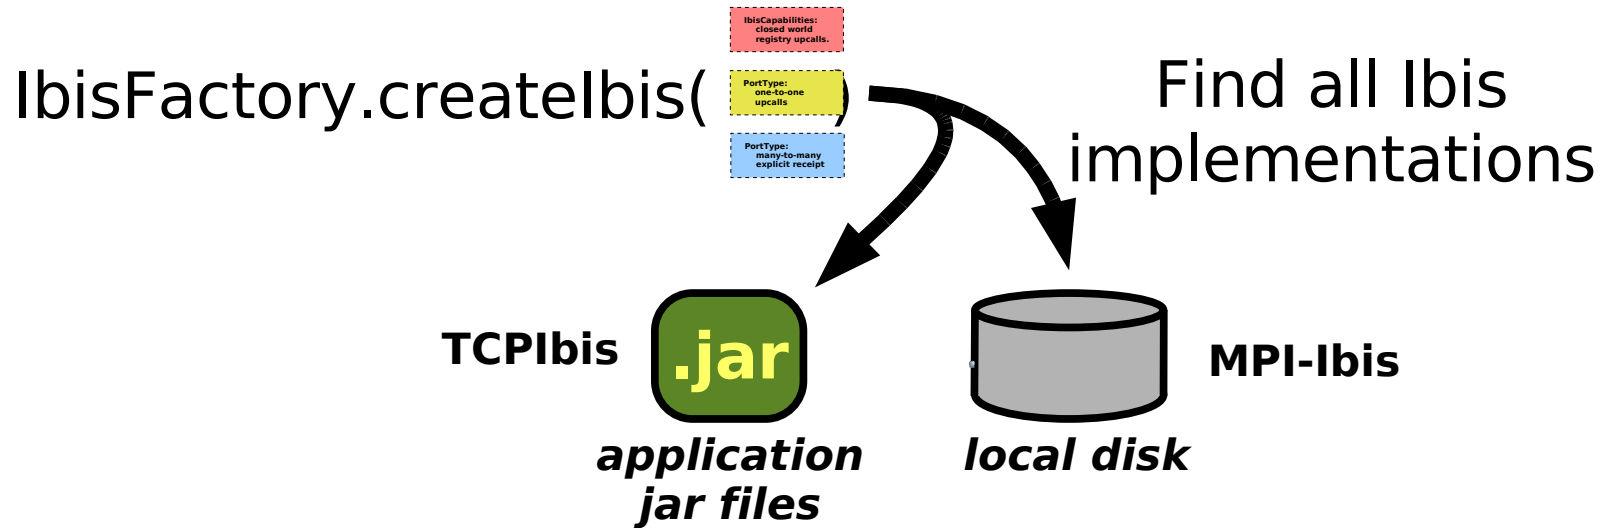 IbisCapabilities:
closed world
registry upcalls.
IbisFactory.createIbis( )
PortType:
one-to-one
upcalls
PortType:
many-to-many
explicit receipt
Find all Ibis
implementations
TCPIbis
.jar
application
jar files
MPI-Ibis
local disk